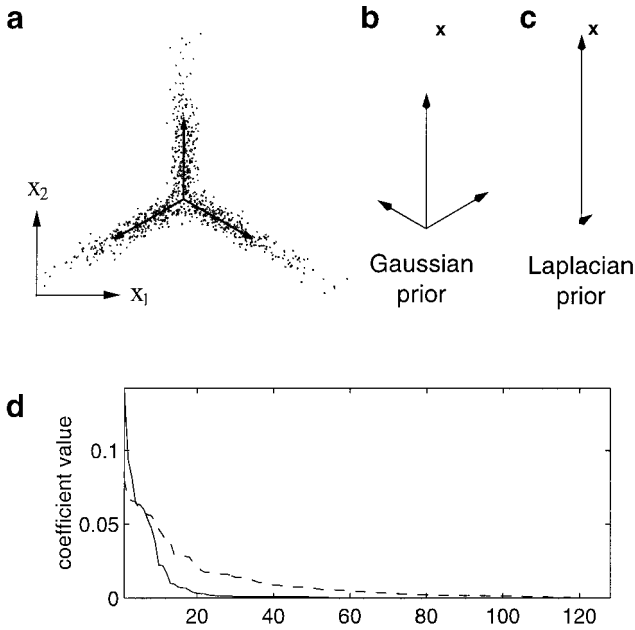 a
b
c
x
x
x₂
x₁
Gaussian
prior
Laplacian
prior
d
coefficient value
0.1
0.05
0
20
40
60
80
100
120